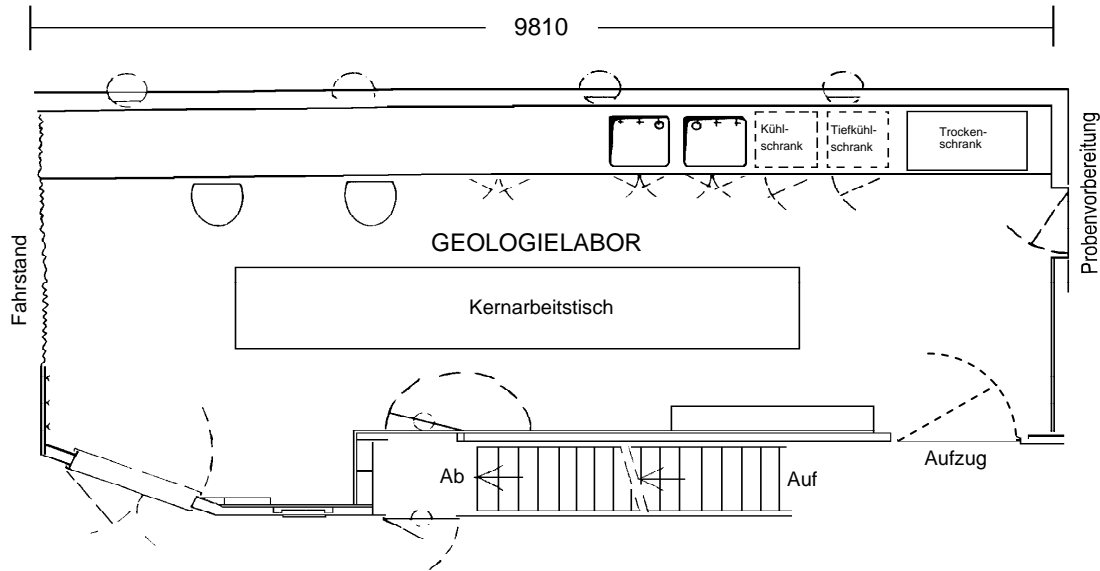 9810
Kühl-
schrank
Tiefkühl-
schrank
Trocken-
schrank
Probenvorbereitung
Fahrstand
GEOLOGIELABOR
Kernarbeitstisch
Ab
Auf
Aufzug